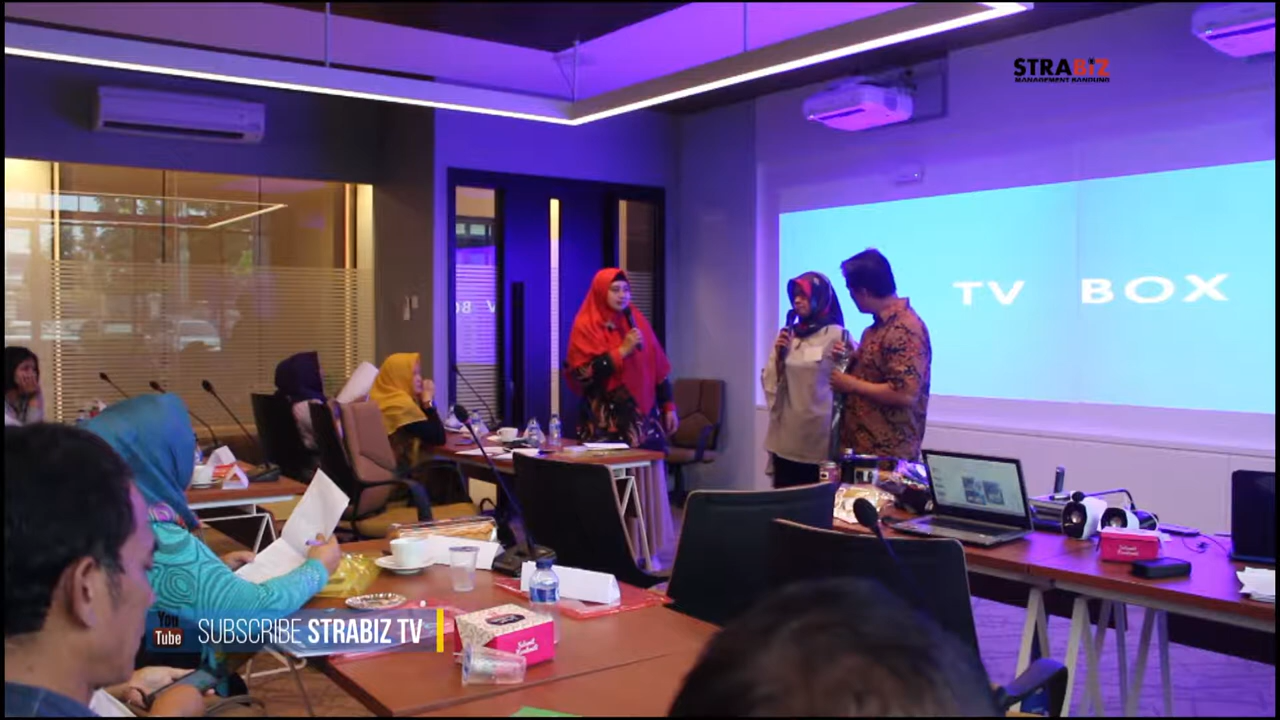 STRABIZ
MANAGEMENT BANDUNG
TV BOX
You
Tube
SUBSCRIBE STRABIZ TV